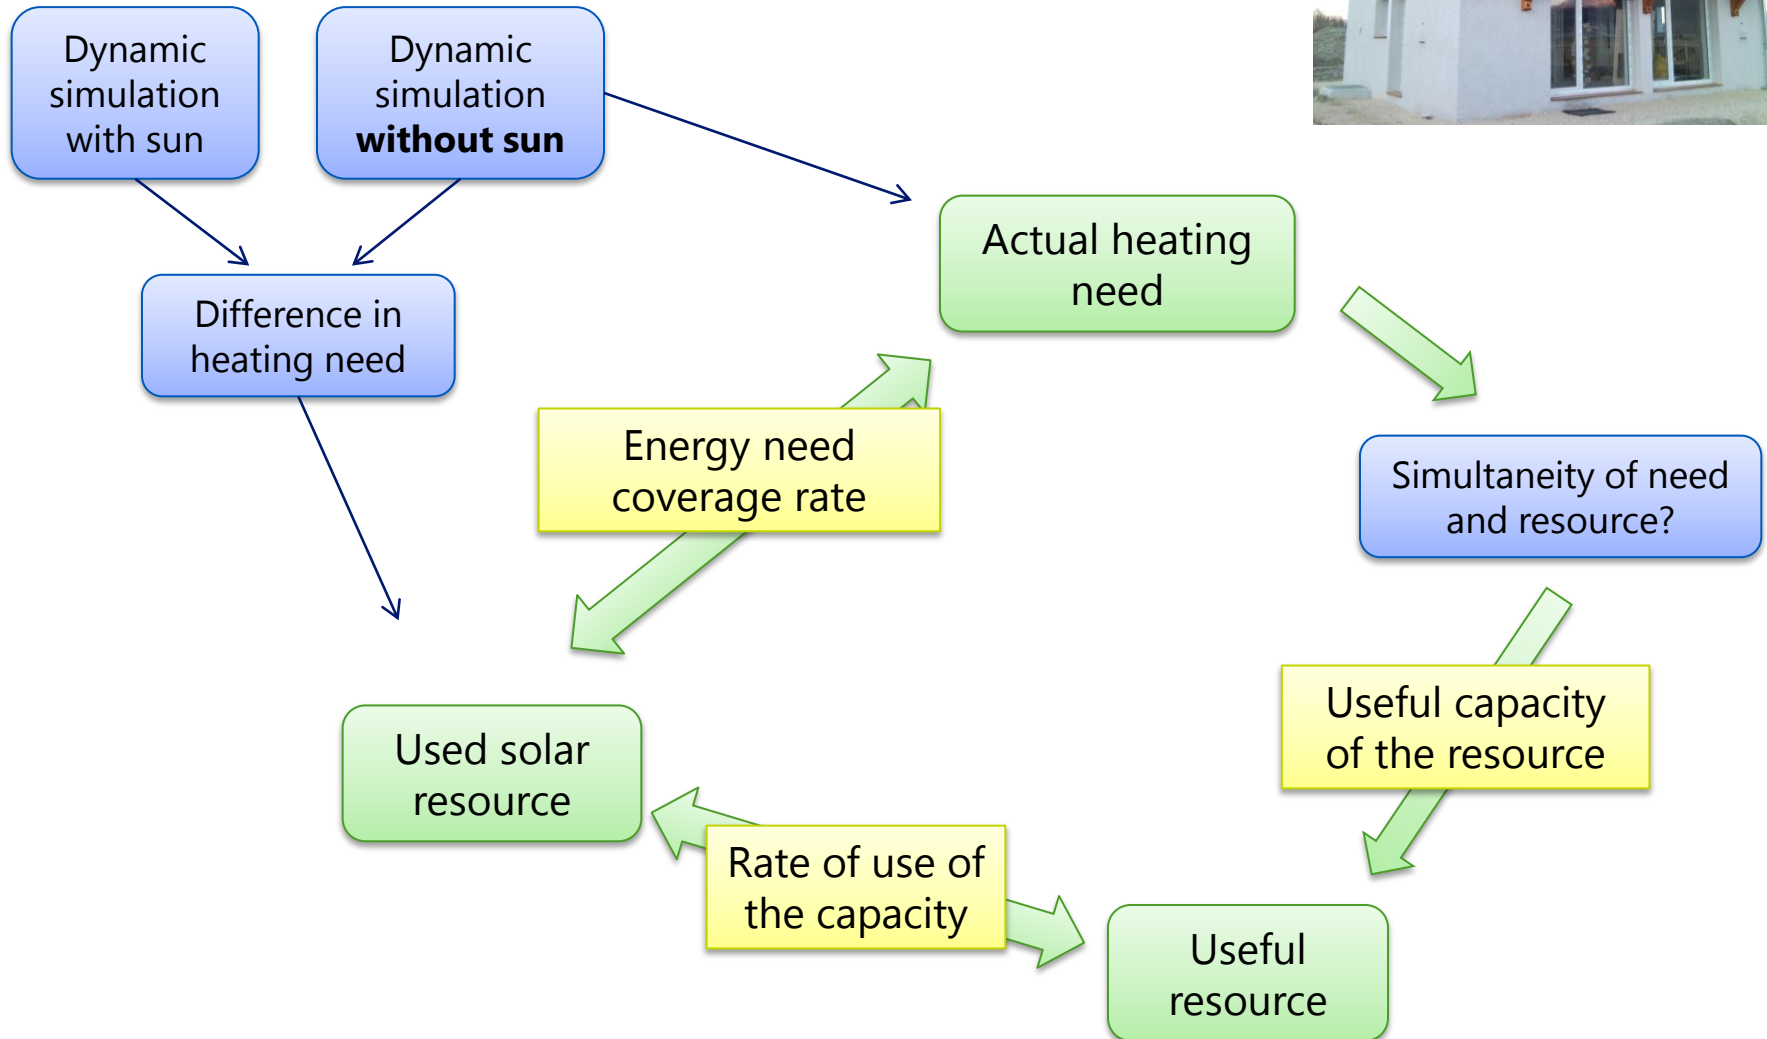 Dynamic
simulation
with sun
Dynamic
simulation
without sun
Actual heating
need
Difference in
heating need
Energy need
coverage rate
Simultaneity of need
and resource?
Useful capacity
of the resource
Used solar
resource
Rate of use of
the capacity
Useful
resource